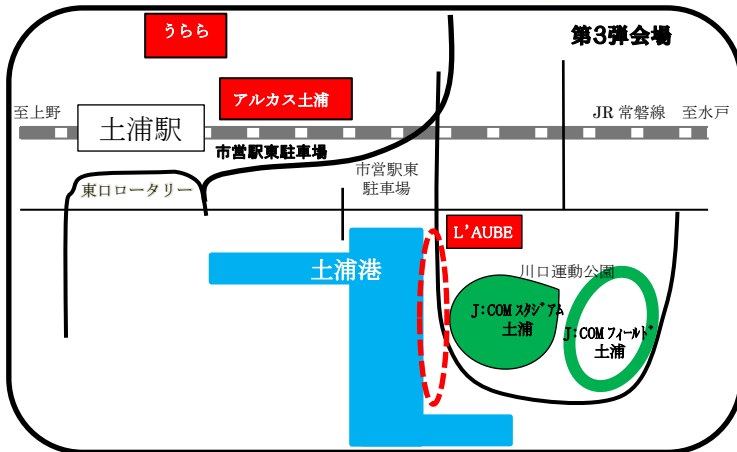 うらら
第3弾会場
アルカス土浦
至上野
土浦駅
JR 常磐線
至水戸
市営駅東駐車場
市営駅東
駐車場
東口ロータリー
L'AUBE
土浦港
川口運動公園
J:COM スタジアム
土浦
J:COM フィールド
土浦